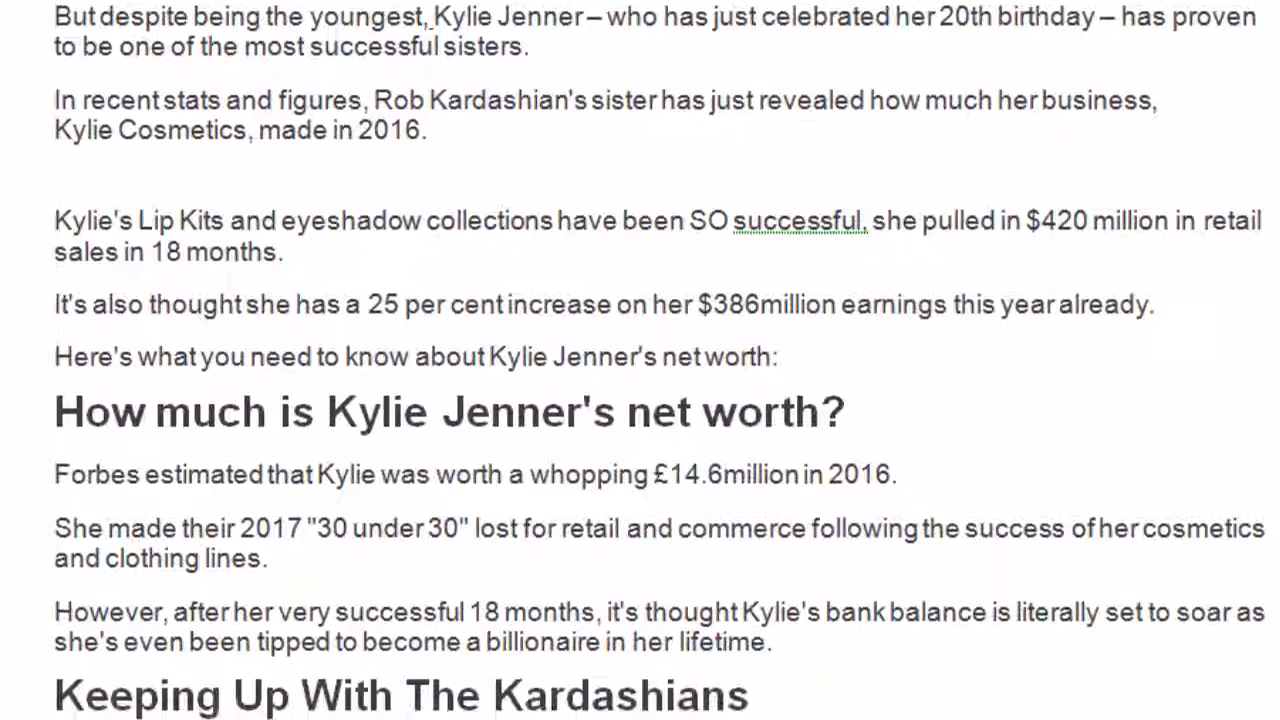 But despite being the youngest, Kylie Jenner – who has just celebrated her 20th birthday – has proven
to be one of the most successful sisters.
In recent stats and figures, Rob Kardashian's sister has just revealed how much her business,
Kylie Cosmetics, made in 2016.
Kylie's Lip Kits and eyeshadow collections have been SO successful, she pulled in $420 million in retail
sales in 18 months.
It's also thought she has a 25 per cent increase on her $386million earnings this year already.
Here's what you need to know about Kylie Jenner's net worth:
How much is Kylie Jenner's net worth?
Forbes estimated that Kylie was worth a whopping £14.6million in 2016.
She made their 2017 "30 under 30" lost for retail and commerce following the success of her cosmetics
and clothing lines.
However, after her very successful 18 months, it's thought Kylie's bank balance is literally set to soar as
she's even been tipped to become a billionaire in her lifetime.
Keeping Up With The Kardashians